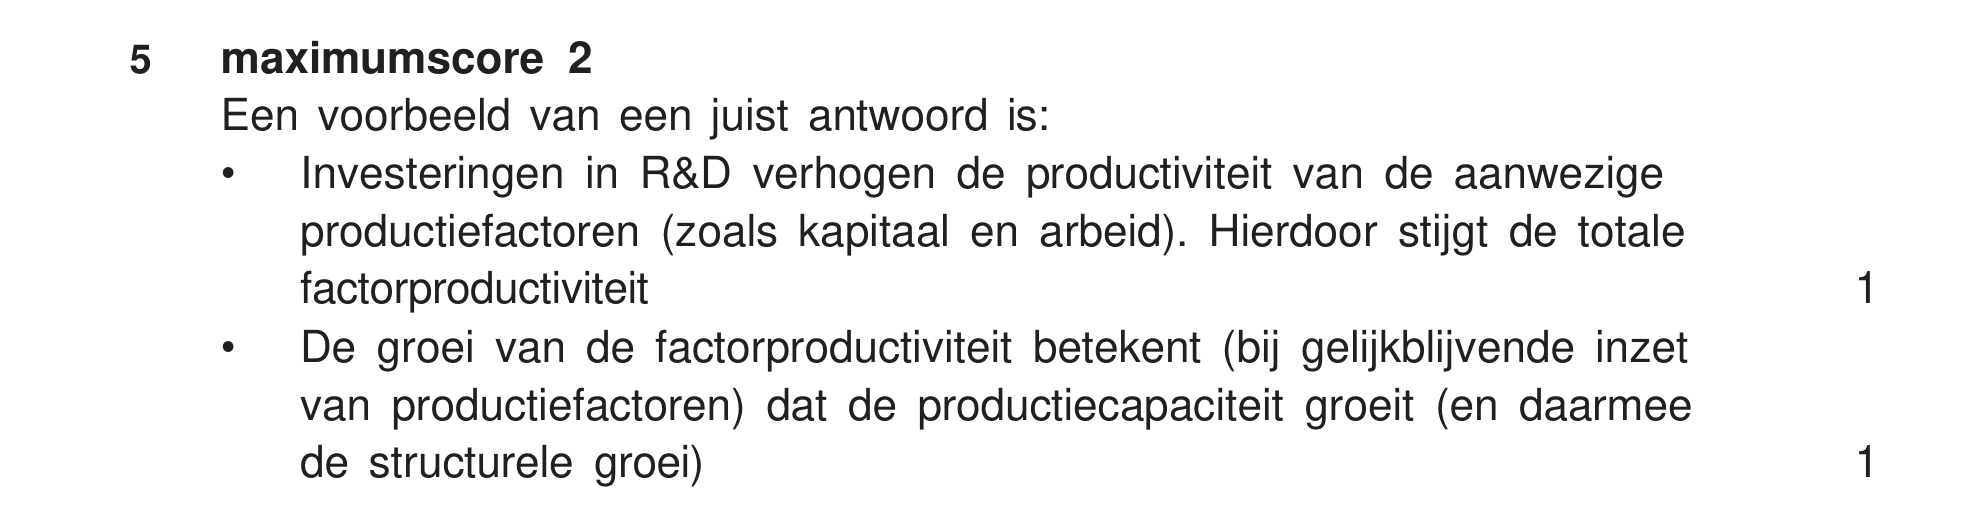 5 maximumscore 2
Een voorbeeld van een juist antwoord is:
• Investeringen in R&D verhogen de productiviteit van de aanwezige
productiefactoren (zoals kapitaal en arbeid). Hierdoor stijgt de totale
factorproductiviteit 1
• De groei van de factorproductiviteit betekent (bij gelijkblijvende inzet
van productiefactoren) dat de productiecapaciteit groeit (en daarmee
de structurele groei) 1